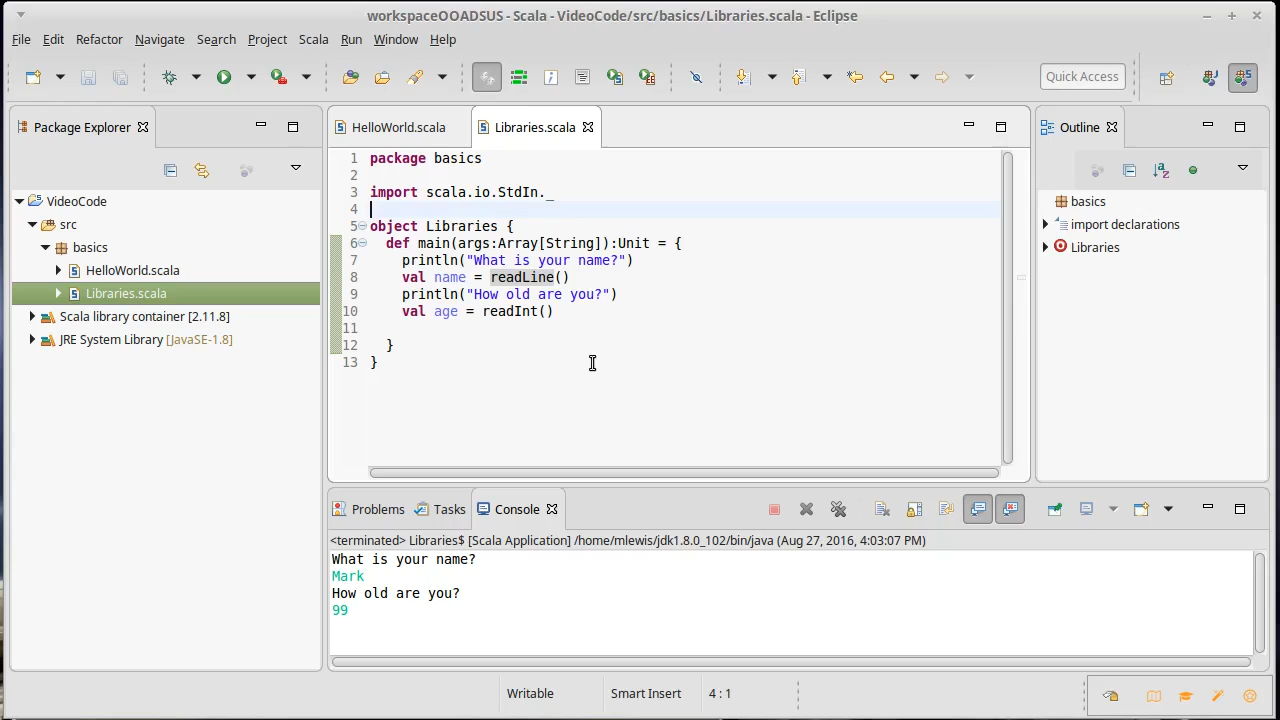 workspaceOOADSUS - Scala - VideoCode/src/basics/Libraries.scala - Eclipse
File Edit Refactor Navigate Search Project Scala Run Window Help
Quick Access
Package Explorer
HelloWorld.scala
Libraries.scala
Outline
VideoCode
src
basics
HelloWorld.scala
Libraries.scala
Scala library container [2.11.8]
JRE System Library [JavaSE-1.8]
1 package basics
2
3 import scala.io.StdIn._
4
5 object Libraries {
6 def main(args:Array[String]):Unit = {
7 println("What is your name?")
8 val name = readLine()
9 println("How old are you?")
10 val age = readInt()
11
12 }
13 }
basics
import declarations
Libraries
Problems Tasks Console
<terminated> Libraries$ [Scala Application] /home/mlewis/jdk1.8.0_102/bin/java (Aug 27, 2016, 4:03:07 PM)
What is your name?
Mark
How old are you?
99
Writable Smart Insert 4 : 1